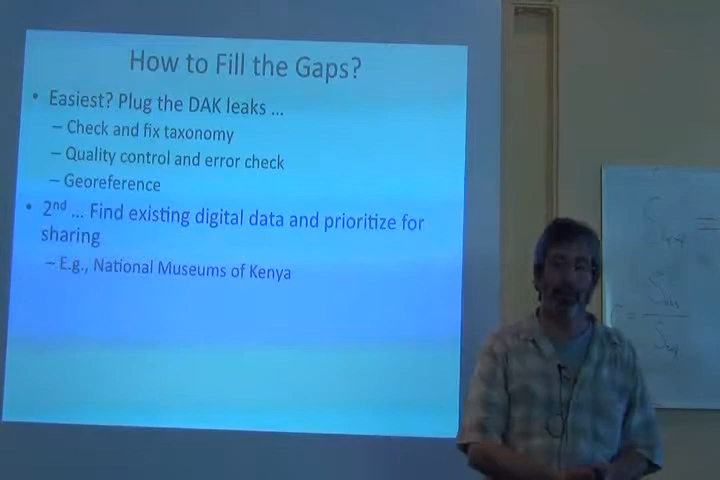 How to Fill the Gaps?
• Easiest? Plug the DAK leaks ...
– Check and fix taxonomy
– Quality control and error check
– Georeference
• 2nd ... Find existing digital data and prioritize for
sharing
– E.g., National Museums of Kenya